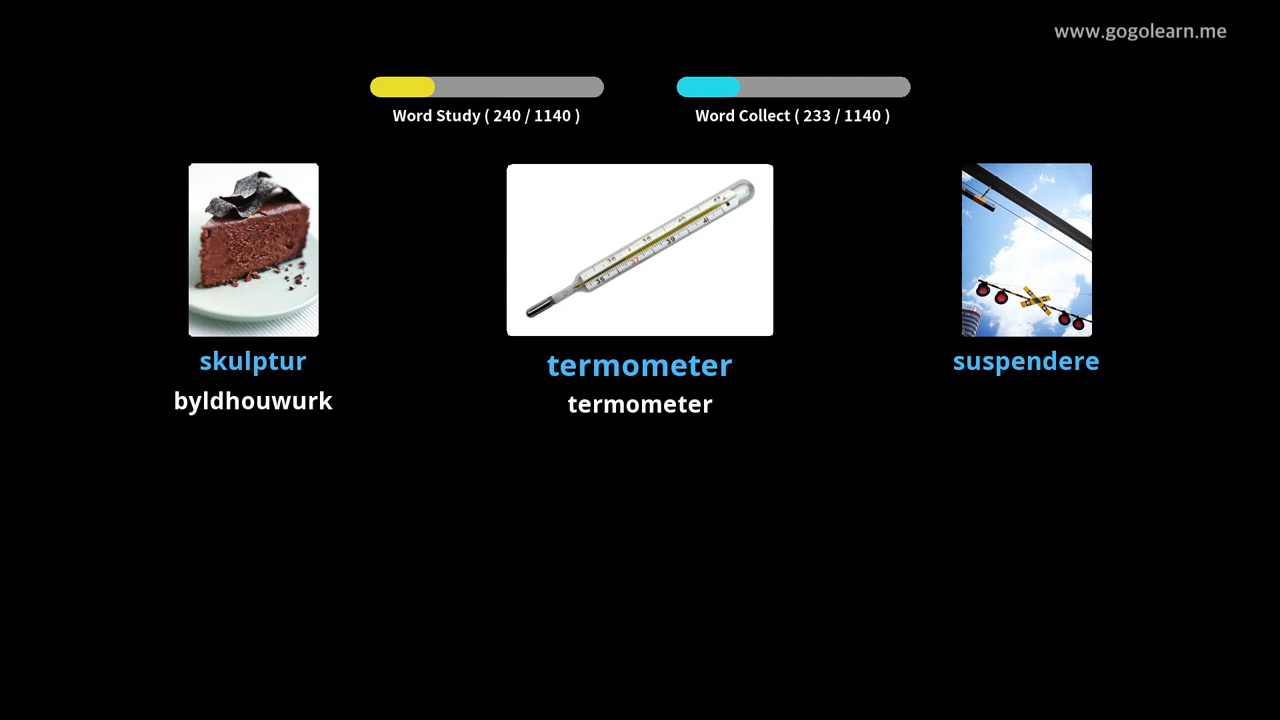 www.gogolearn.me
Word Study ( 240 / 1140 )
Word Collect ( 233 / 1140 )
skulptur
byldhouwurk
termometer
termometer
suspendere